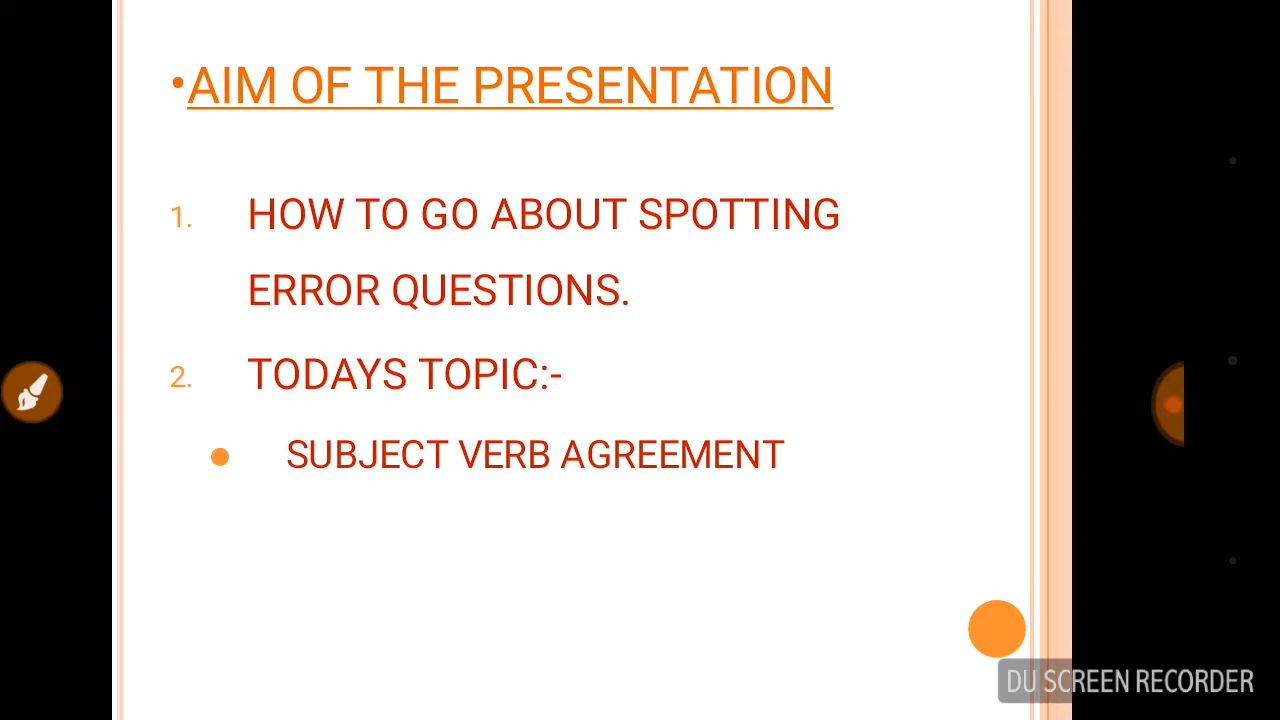 •AIM OF THE PRESENTATION
1. HOW TO GO ABOUT SPOTTING
ERROR QUESTIONS.
2. TODAYS TOPIC:-
● SUBJECT VERB AGREEMENT
DU SCREEN RECORDER